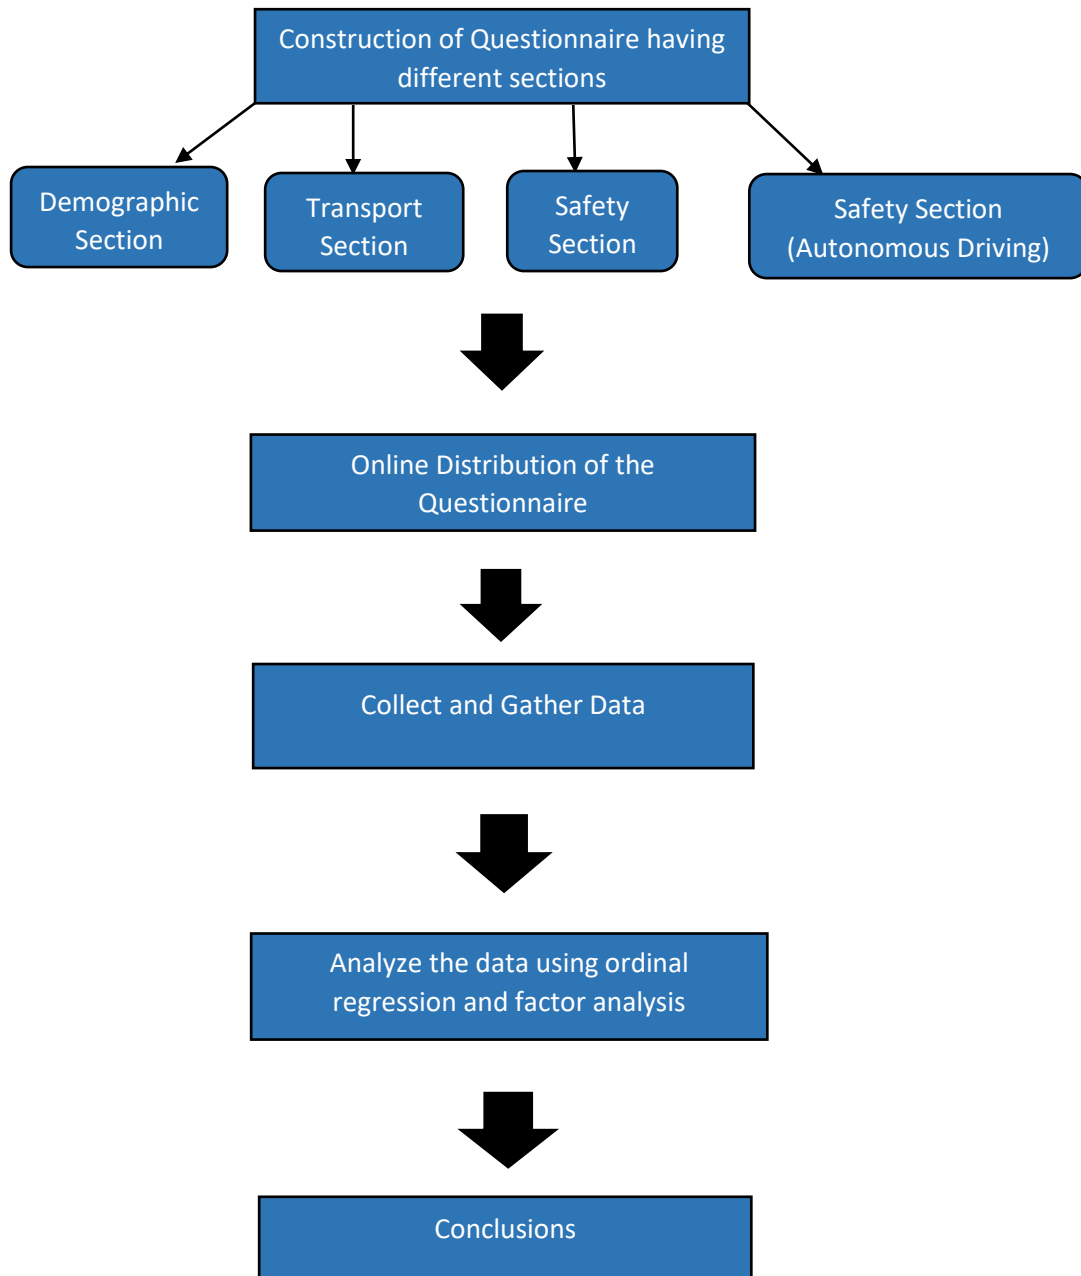 Construction of Questionnaire having
different sections
Demographic
Section
Transport
Section
Safety
Section
Safety Section
(Autonomous Driving)
Online Distribution of the
Questionnaire
Collect and Gather Data
Analyze the data using ordinal
regression and factor analysis
Conclusions